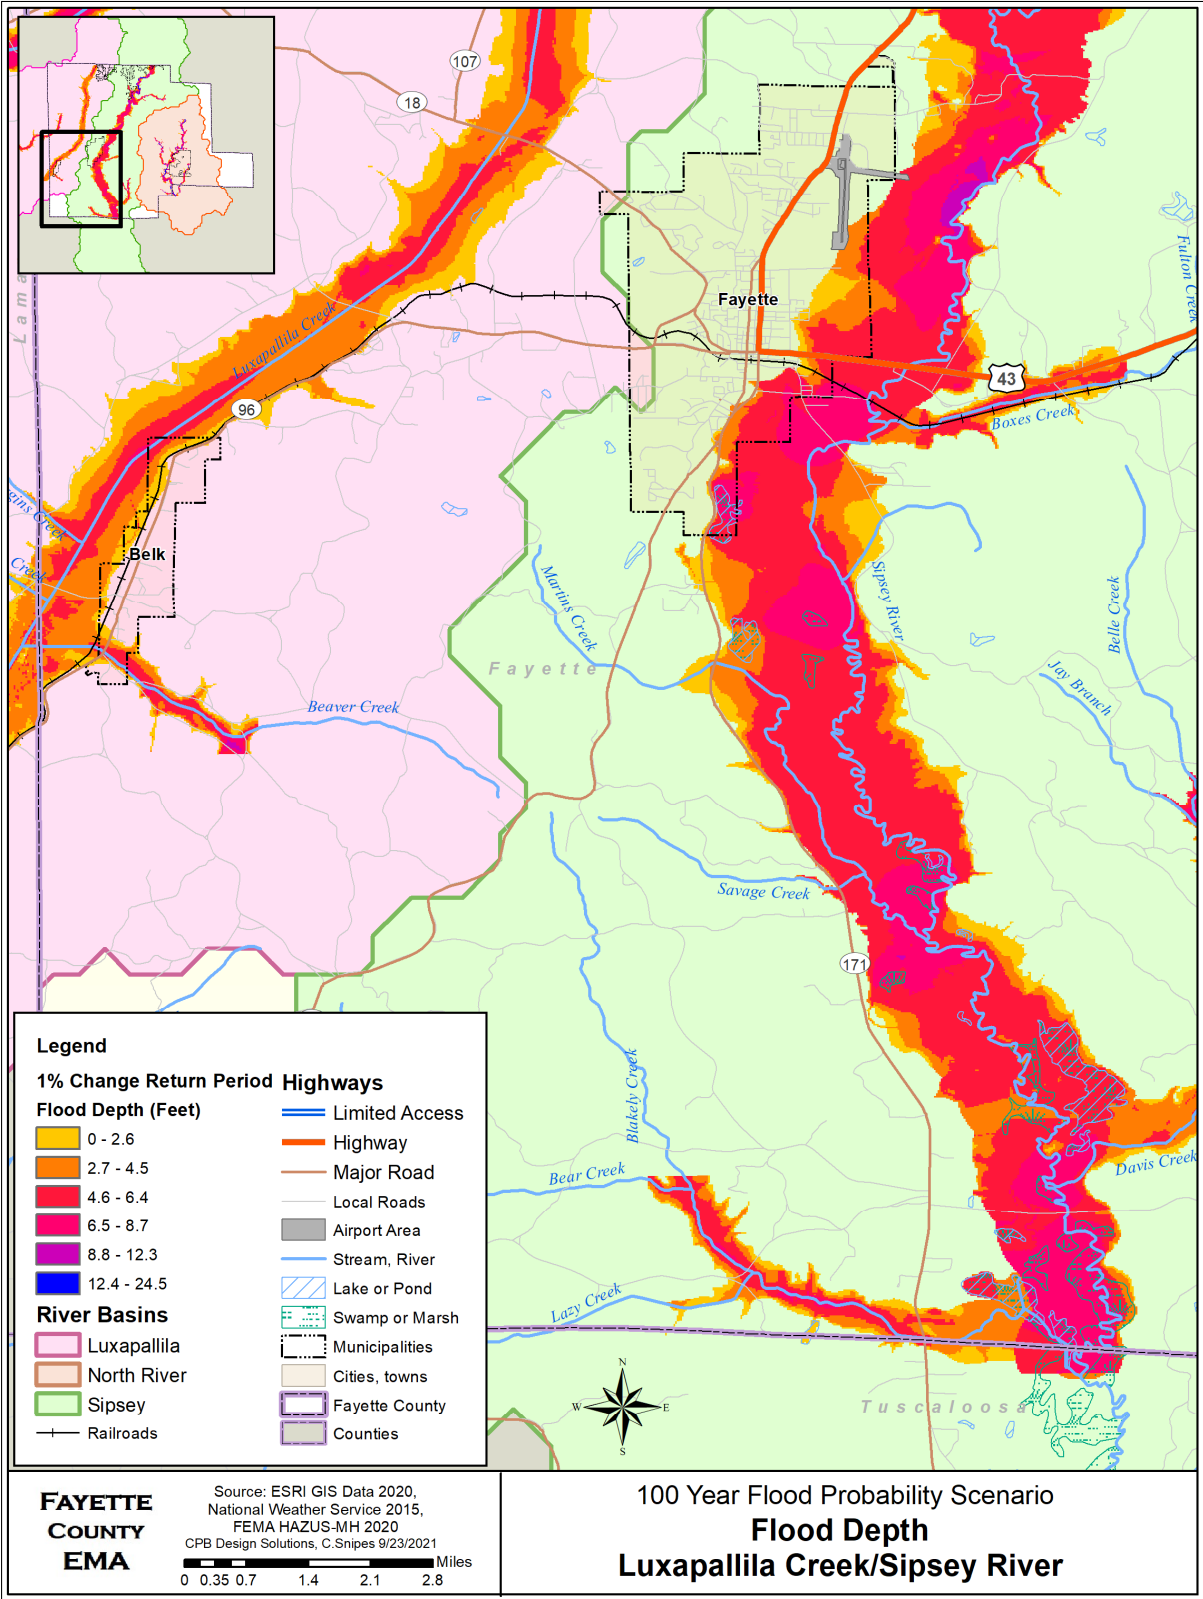 107
18
Lama
Fulton Creek
Fayette
Luxapallila Creek
43
96
Boxes Creek
gins Creek
Belk
Creek
Martins Creek
Sipsey River
Belle Creek
Fayette
Jay Branch
Beaver Creek
Savage Creek
171
Blakely Creek
Bear Creek
Davis Creek
Lazy Creek
N
W E
S
Tuscaloosa
Legend
1% Change Return Period
Flood Depth (Feet)
0 - 2.6
2.7 - 4.5
4.6 - 6.4
6.5 - 8.7
8.8 - 12.3
12.4 - 24.5
River Basins
Luxapallila
North River
Sipsey
Railroads
Highways
Limited Access
Highway
Major Road
Local Roads
Airport Area
Stream, River
Lake or Pond
Swamp or Marsh
Municipalities
Cities, towns
Fayette County
Counties
FAYETTE
COUNTY
EMA
Source: ESRI GIS Data 2020,
National Weather Service 2015,
FEMA HAZUS-MH 2020
CPB Design Solutions, C.Snipes 9/23/2021
Miles
0 0.35 0.7 1.4 2.1 2.8
100 Year Flood Probability Scenario
Flood Depth
Luxapallila Creek/Sipsey River